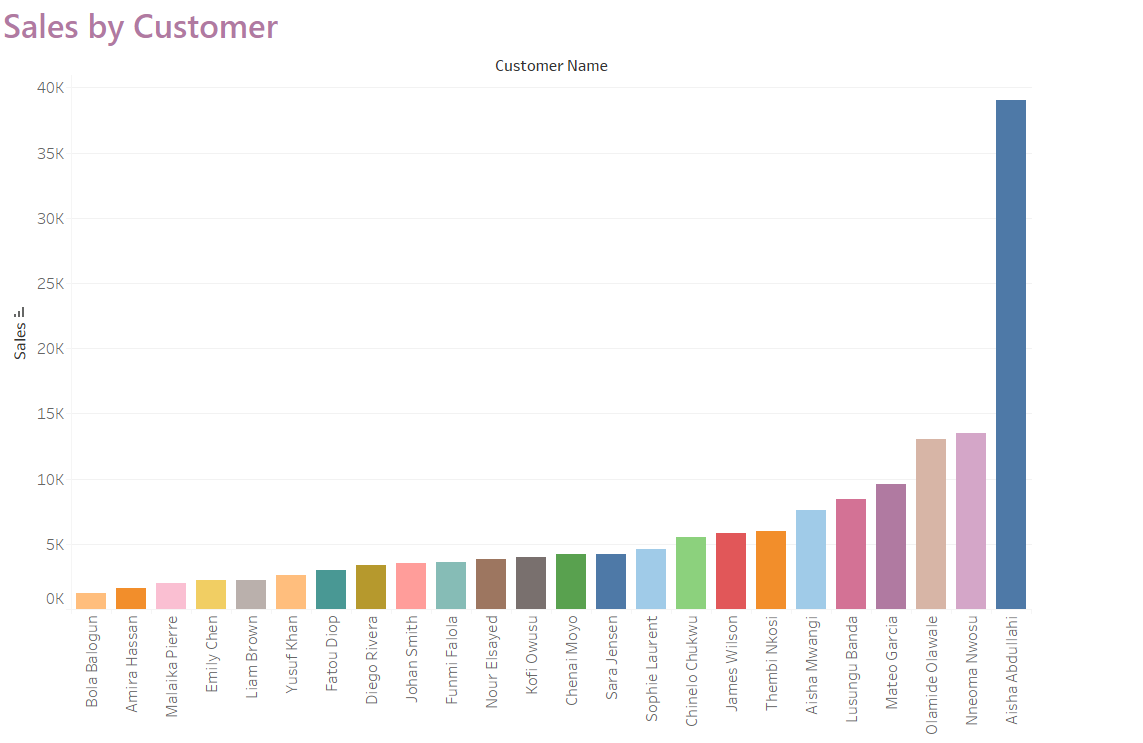 Sales by Customer
Customer Name
40K
35K
30K
25K
20K
15K
10K
5K
0K
Sales
Bola Balogun
Amira Hassan
Malaika Pierre
Emily Chen
Liam Brown
Yusuf Khan
Fatou Diop
Diego Rivera
Johan Smith
Funmi Falola
Nour Elsayed
Kofi Owusu
Chenai Moyo
Sara Jensen
Sophie Laurent
Chinelo Chukwu
James Wilson
Thembi Nkosi
Aisha Mwangi
Lusungu Banda
Mateo Garcia
Olamide Olawale
Nneoma Nwosu
Aisha Abdullahi